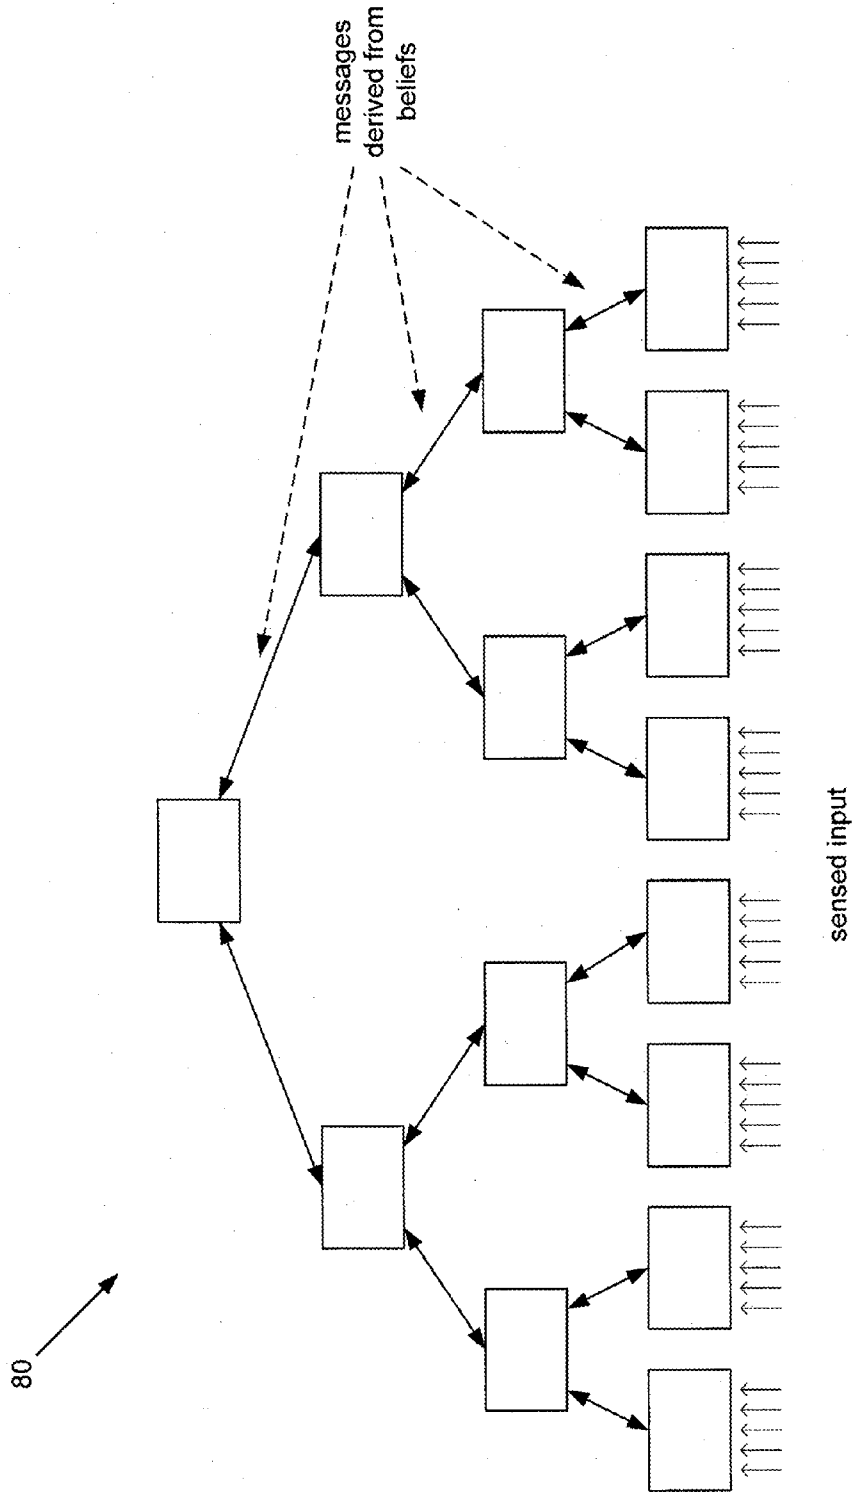 80
messages
derived from
beliefs
sensed input